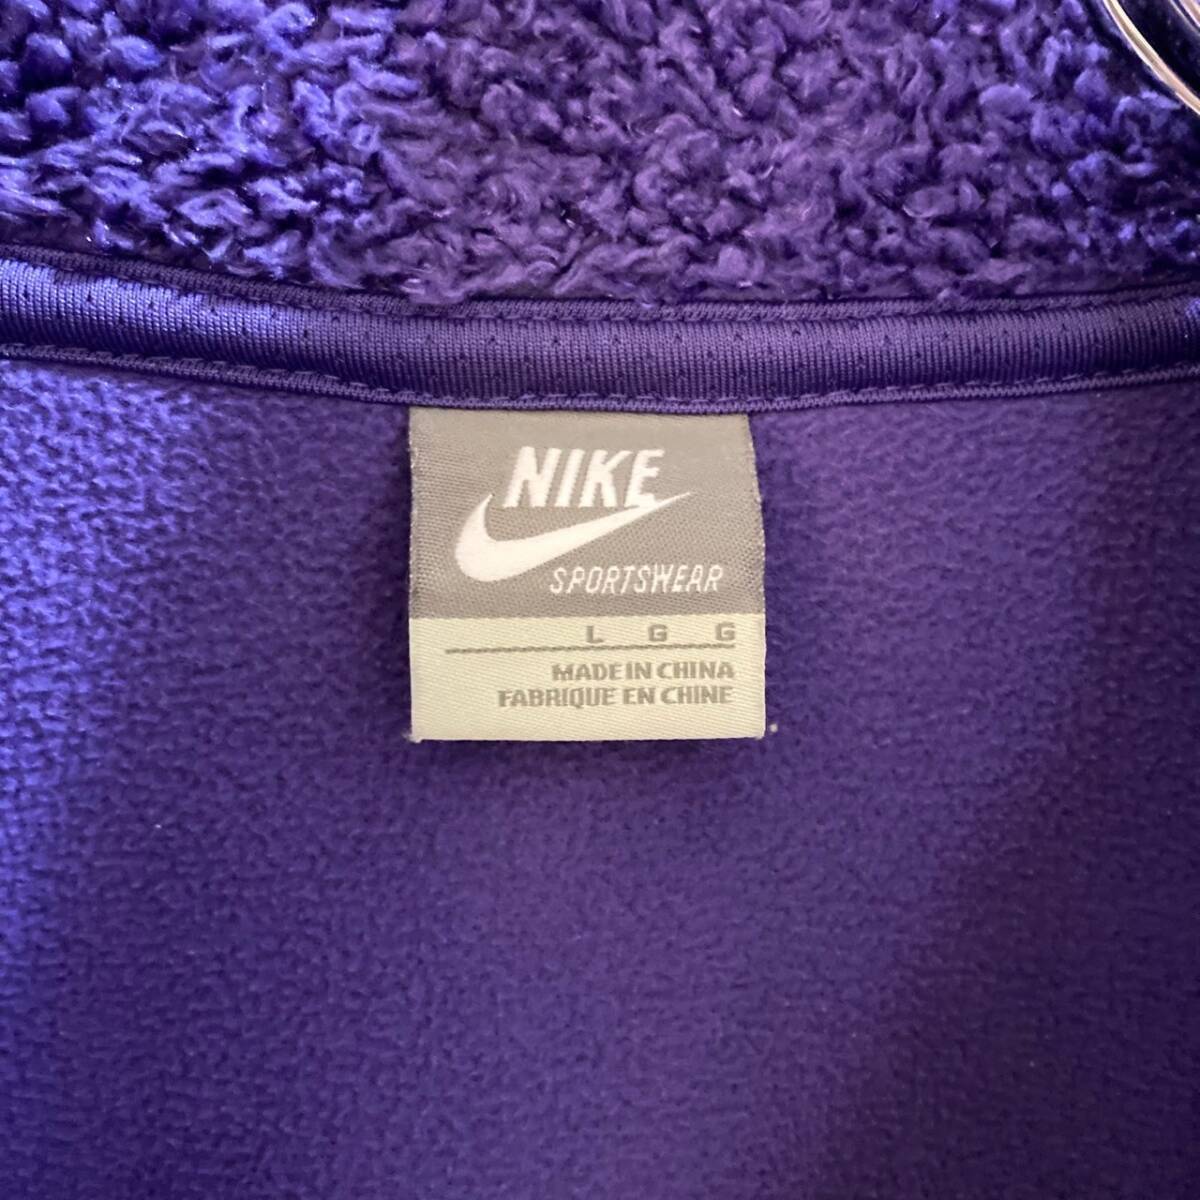 NIKE
SPORTSWEAR
L G G
MADE IN CHINA
FABRIQUE EN CHINE